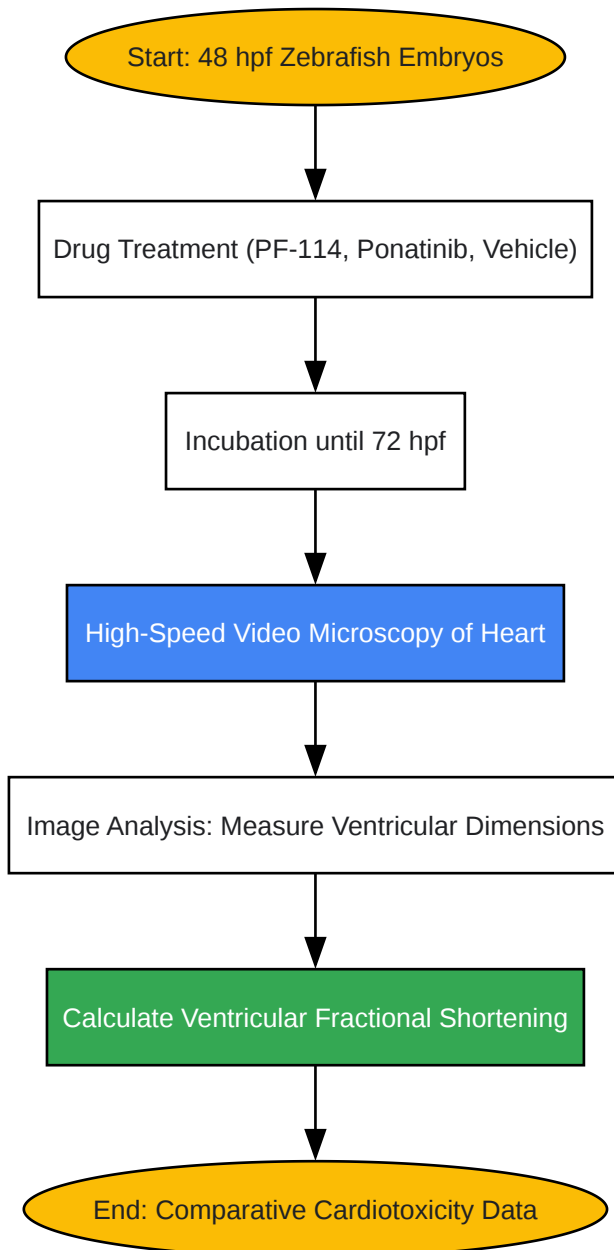 Start: 48 hpf Zebrafish Embryos
Drug Treatment (PF-114, Ponatinib, Vehicle)
Incubation until 72 hpf
High-Speed Video Microscopy of Heart
Image Analysis: Measure Ventricular Dimensions
Calculate Ventricular Fractional Shortening
End: Comparative Cardiotoxicity Data